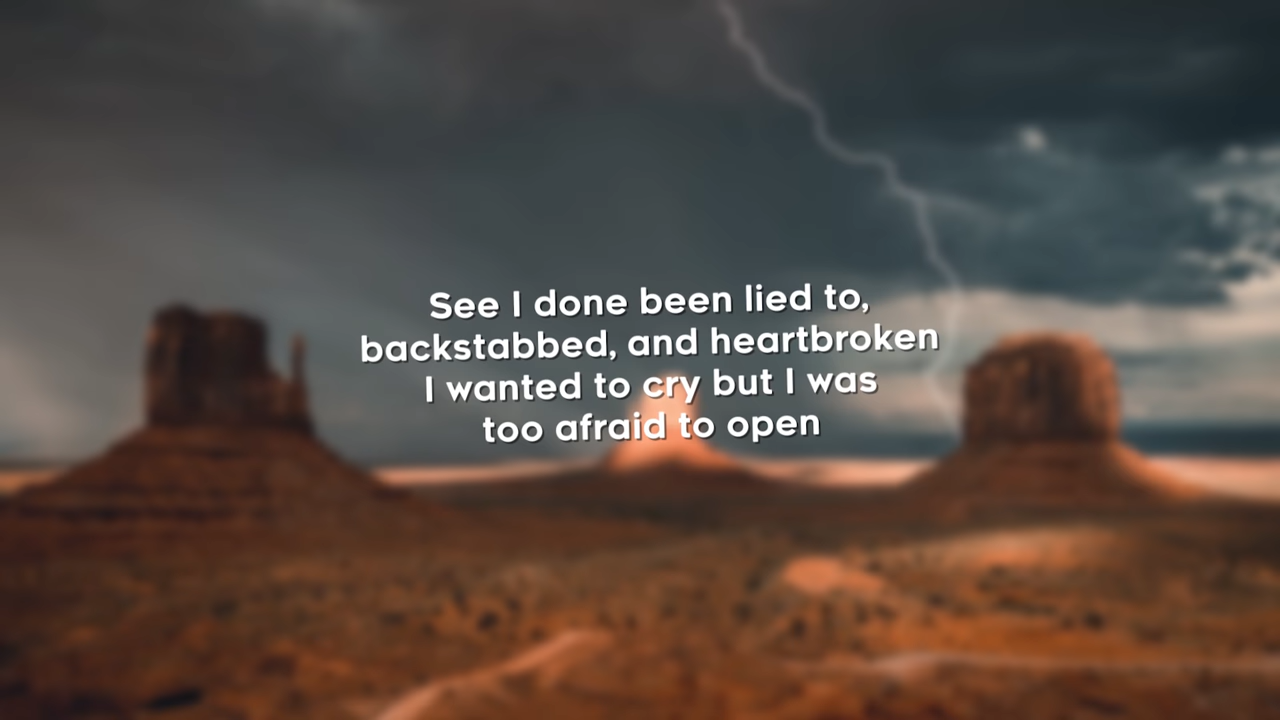 See I done been lied to,
backstabbed, and heartbroken
I wanted to cry but I was
too afraid to open